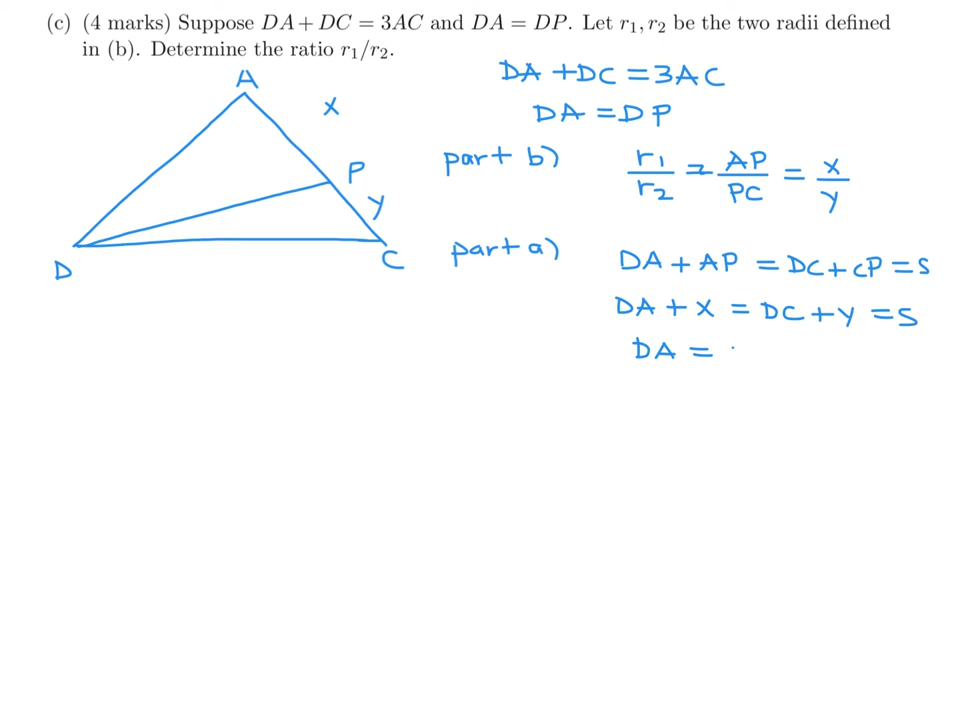 (c) (4 marks) Suppose DA + DC = 3AC and DA = DP. Let r₁, r₂ be the two radii defined
in (b). Determine the ratio r₁/r₂.
DA + DC = 3AC
DA = DP
part b) r₁/r₂ = AP/PC = x/y
part a) DA + AP = DC + CP = S
DA + X = DC + Y = S
DA =
A
X
P
Y
D
C